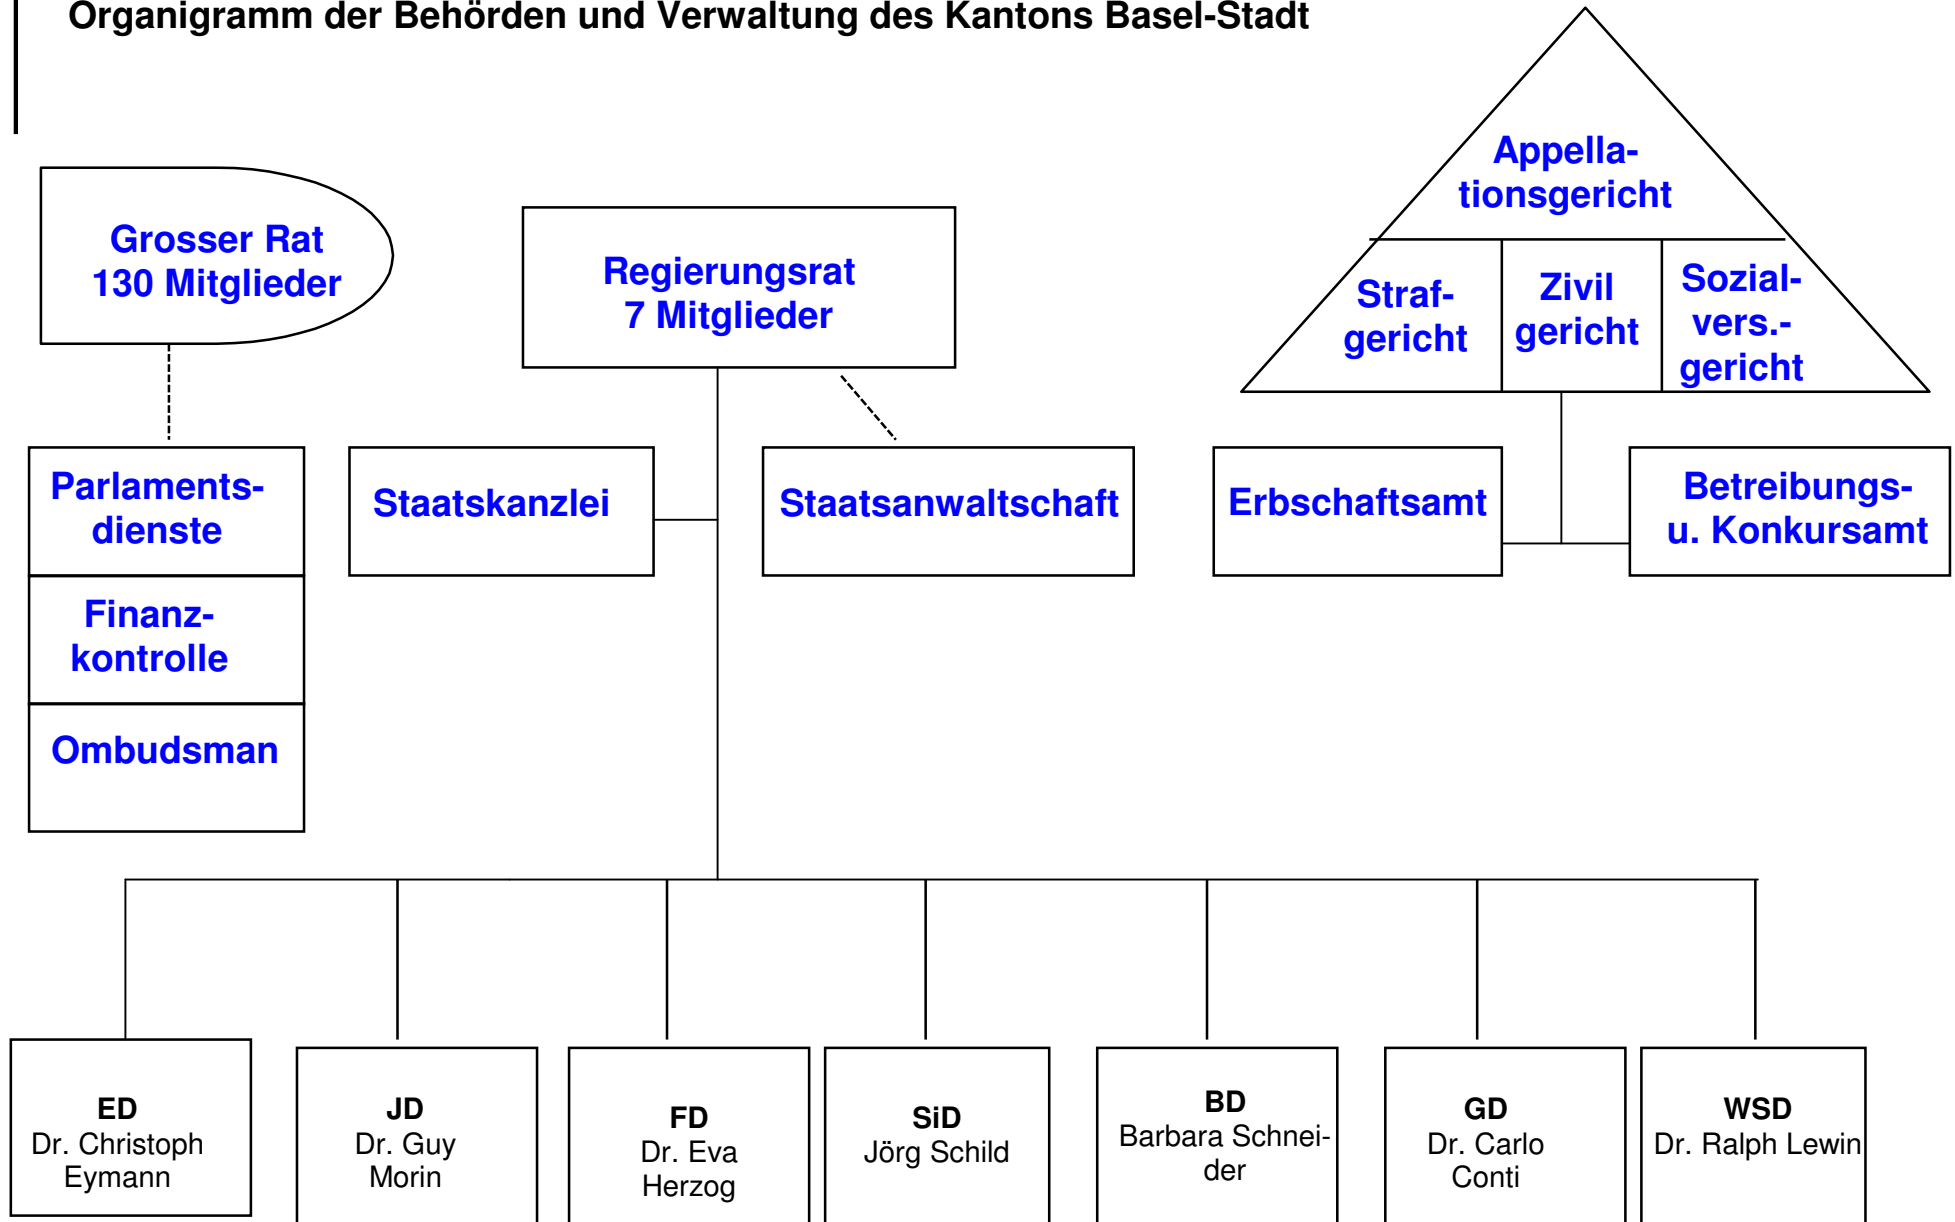 Organigramm der Behörden und Verwaltung des Kantons Basel-Stadt
Grosser Rat
130 Mitglieder
Regierungsrat
7 Mitglieder
Appella-
tionsgericht
Straf-
gericht
Zivil
gericht
Sozial-
vers.-
gericht
Parlaments-
dienste
Finanz-
kontrolle
Ombudsman
Staatskanzlei
Staatsanwaltschaft
Erbschaftsamt
Betreibungs-
u. Konkursamt
ED
Dr. Christoph
Eymann
JD
Dr. Guy
Morin
FD
Dr. Eva
Herzog
SiD
Jörg Schild
BD
Barbara Schnei-
der
GD
Dr. Carlo
Conti
WSD
Dr. Ralph Lewin